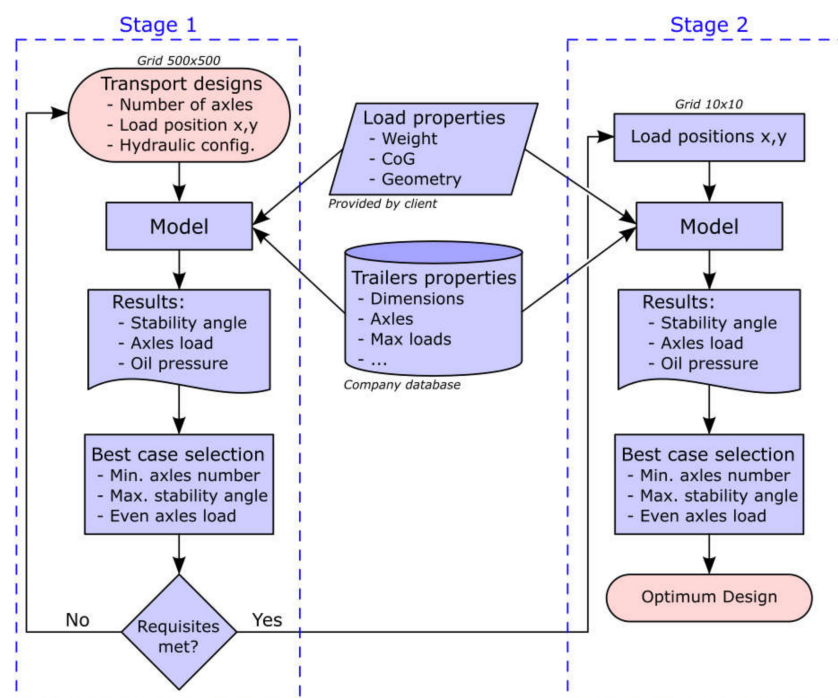 Stage 1
Grid 500x500
Transport designs
- Number of axles
- Load position x,y
- Hydraulic config.
Model
Results:
- Stability angle
- Axles load
- Oil pressure
Best case selection
- Min. axles number
- Max. stability angle
- Even axles load
Requisites
met?
No
Yes
Load properties
- Weight
- CoG
- Geometry
Provided by client
Trailers properties
- Dimensions
- Axles
- Max loads
- ...
Company database
Stage 2
Grid 10x10
Load positions x,y
Model
Results:
- Stability angle
- Axles load
- Oil pressure
Best case selection
- Min. axles number
- Max. stability angle
- Even axles load
Optimum Design